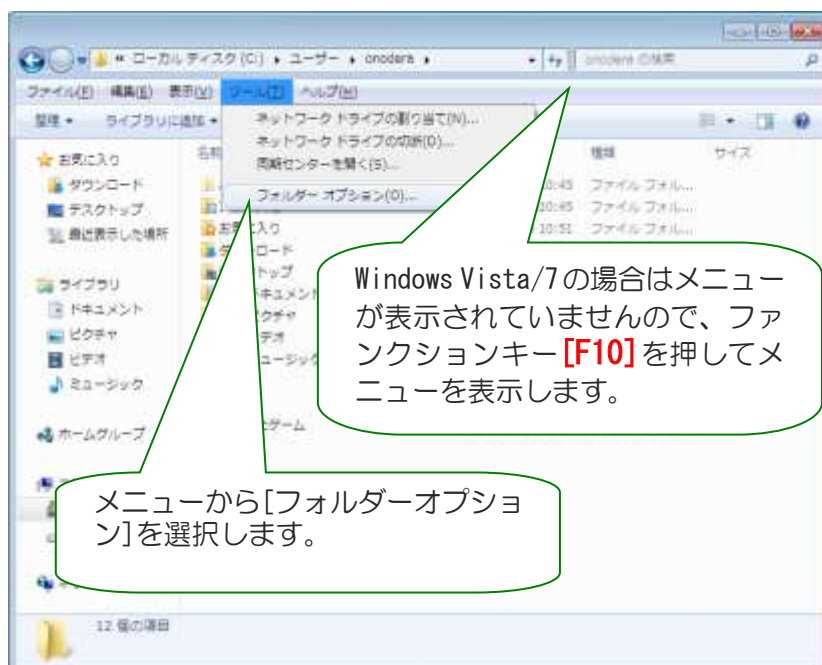 ローカル ディスク (C:) ▸ ユーザー ▸ onodera ▸
onodera の検索
ファイル(F) 編集(E) 表示(V) ツール(T) ヘルプ(H)
整理 ライブラリに追加
ネットワーク ドライブの割り当て(N)...
ネットワーク ドライブの切断(D)...
同期センターを開く(S)...
フォルダー オプション(O)...
名前
種類
サイズ
お気に入り
ダウンロード
デスクトップ
最近表示した場所
ライブラリ
ドキュメント
ピクチャ
ビデオ
ミュージック
ホームグループ
10:45 ファイル フォル...
10:45 ファイル フォル...
10:51 ファイル フォル...
Windows Vista/7の場合はメニュー
が表示されていませんので、ファ
ンクションキー[F10]を押してメ
ニューを表示します。
メニューから[フォルダーオプショ
ン]を選択します。
12 個の項目